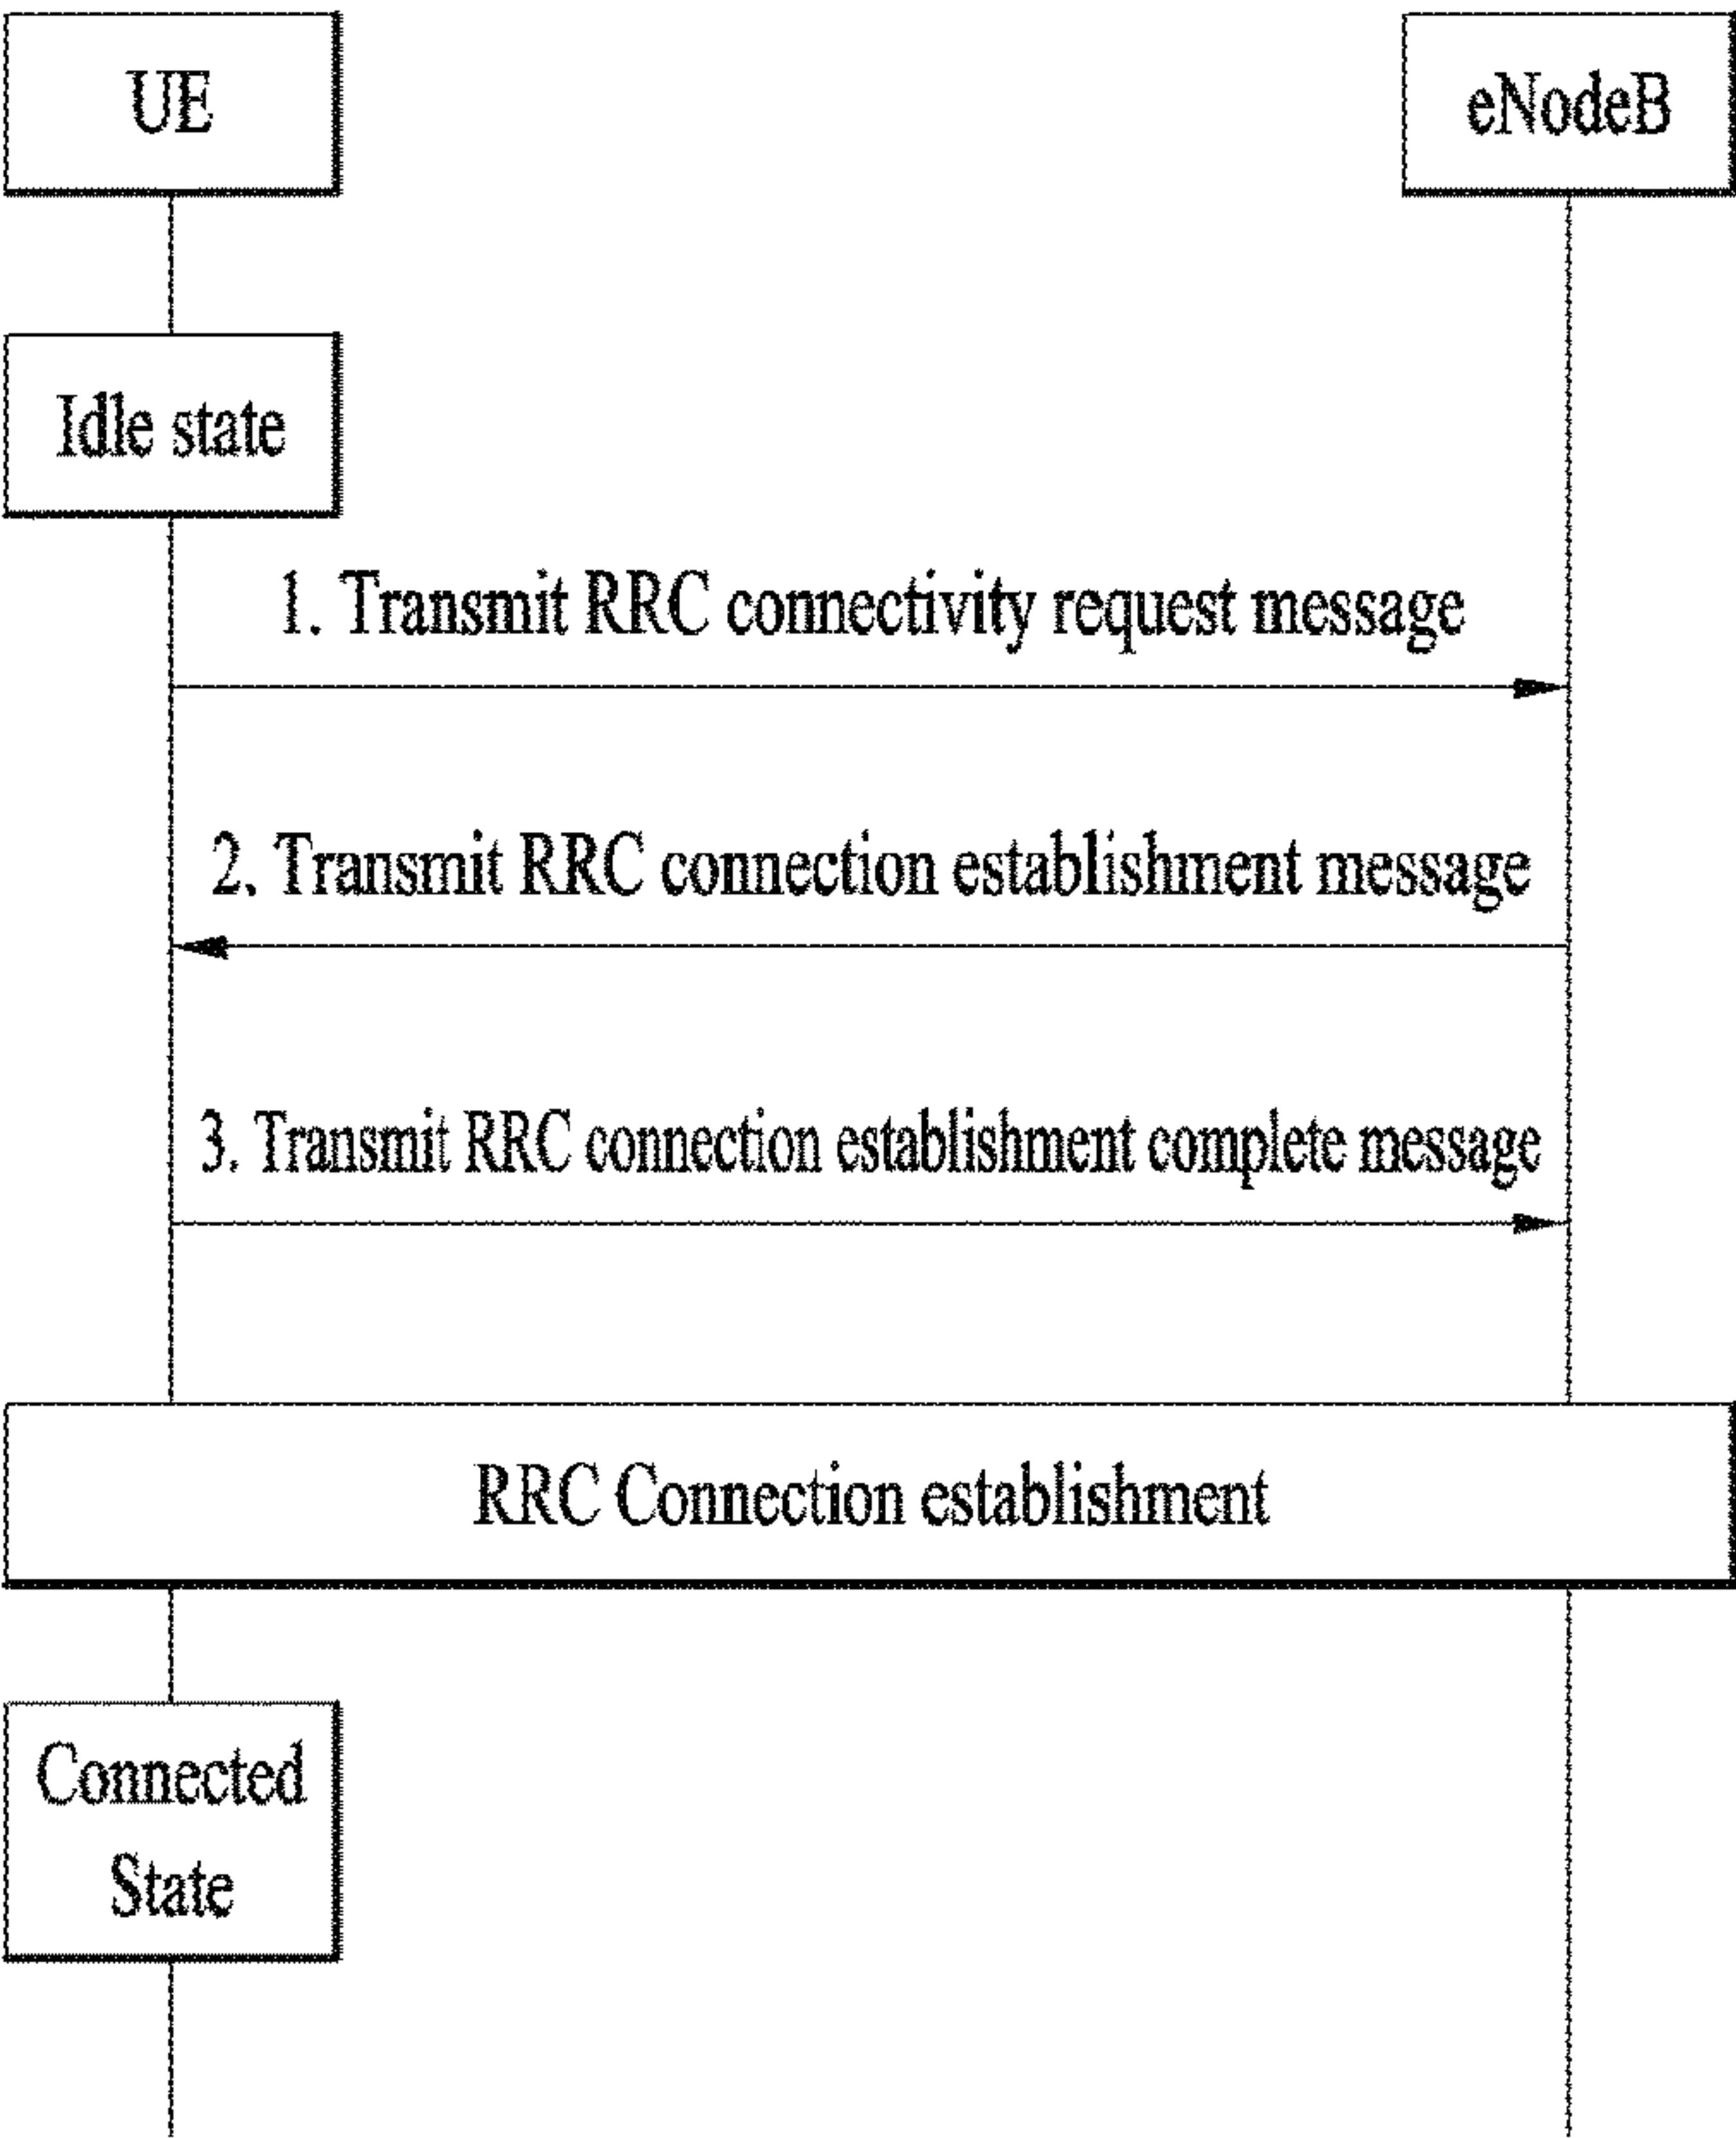 UE
eNodeB
Idle state
1. Transmit RRC connectivity request message
2. Transmit RRC connection establishment message
3. Transmit RRC connection establishment complete message
RRC Connection establishment
Connected
State